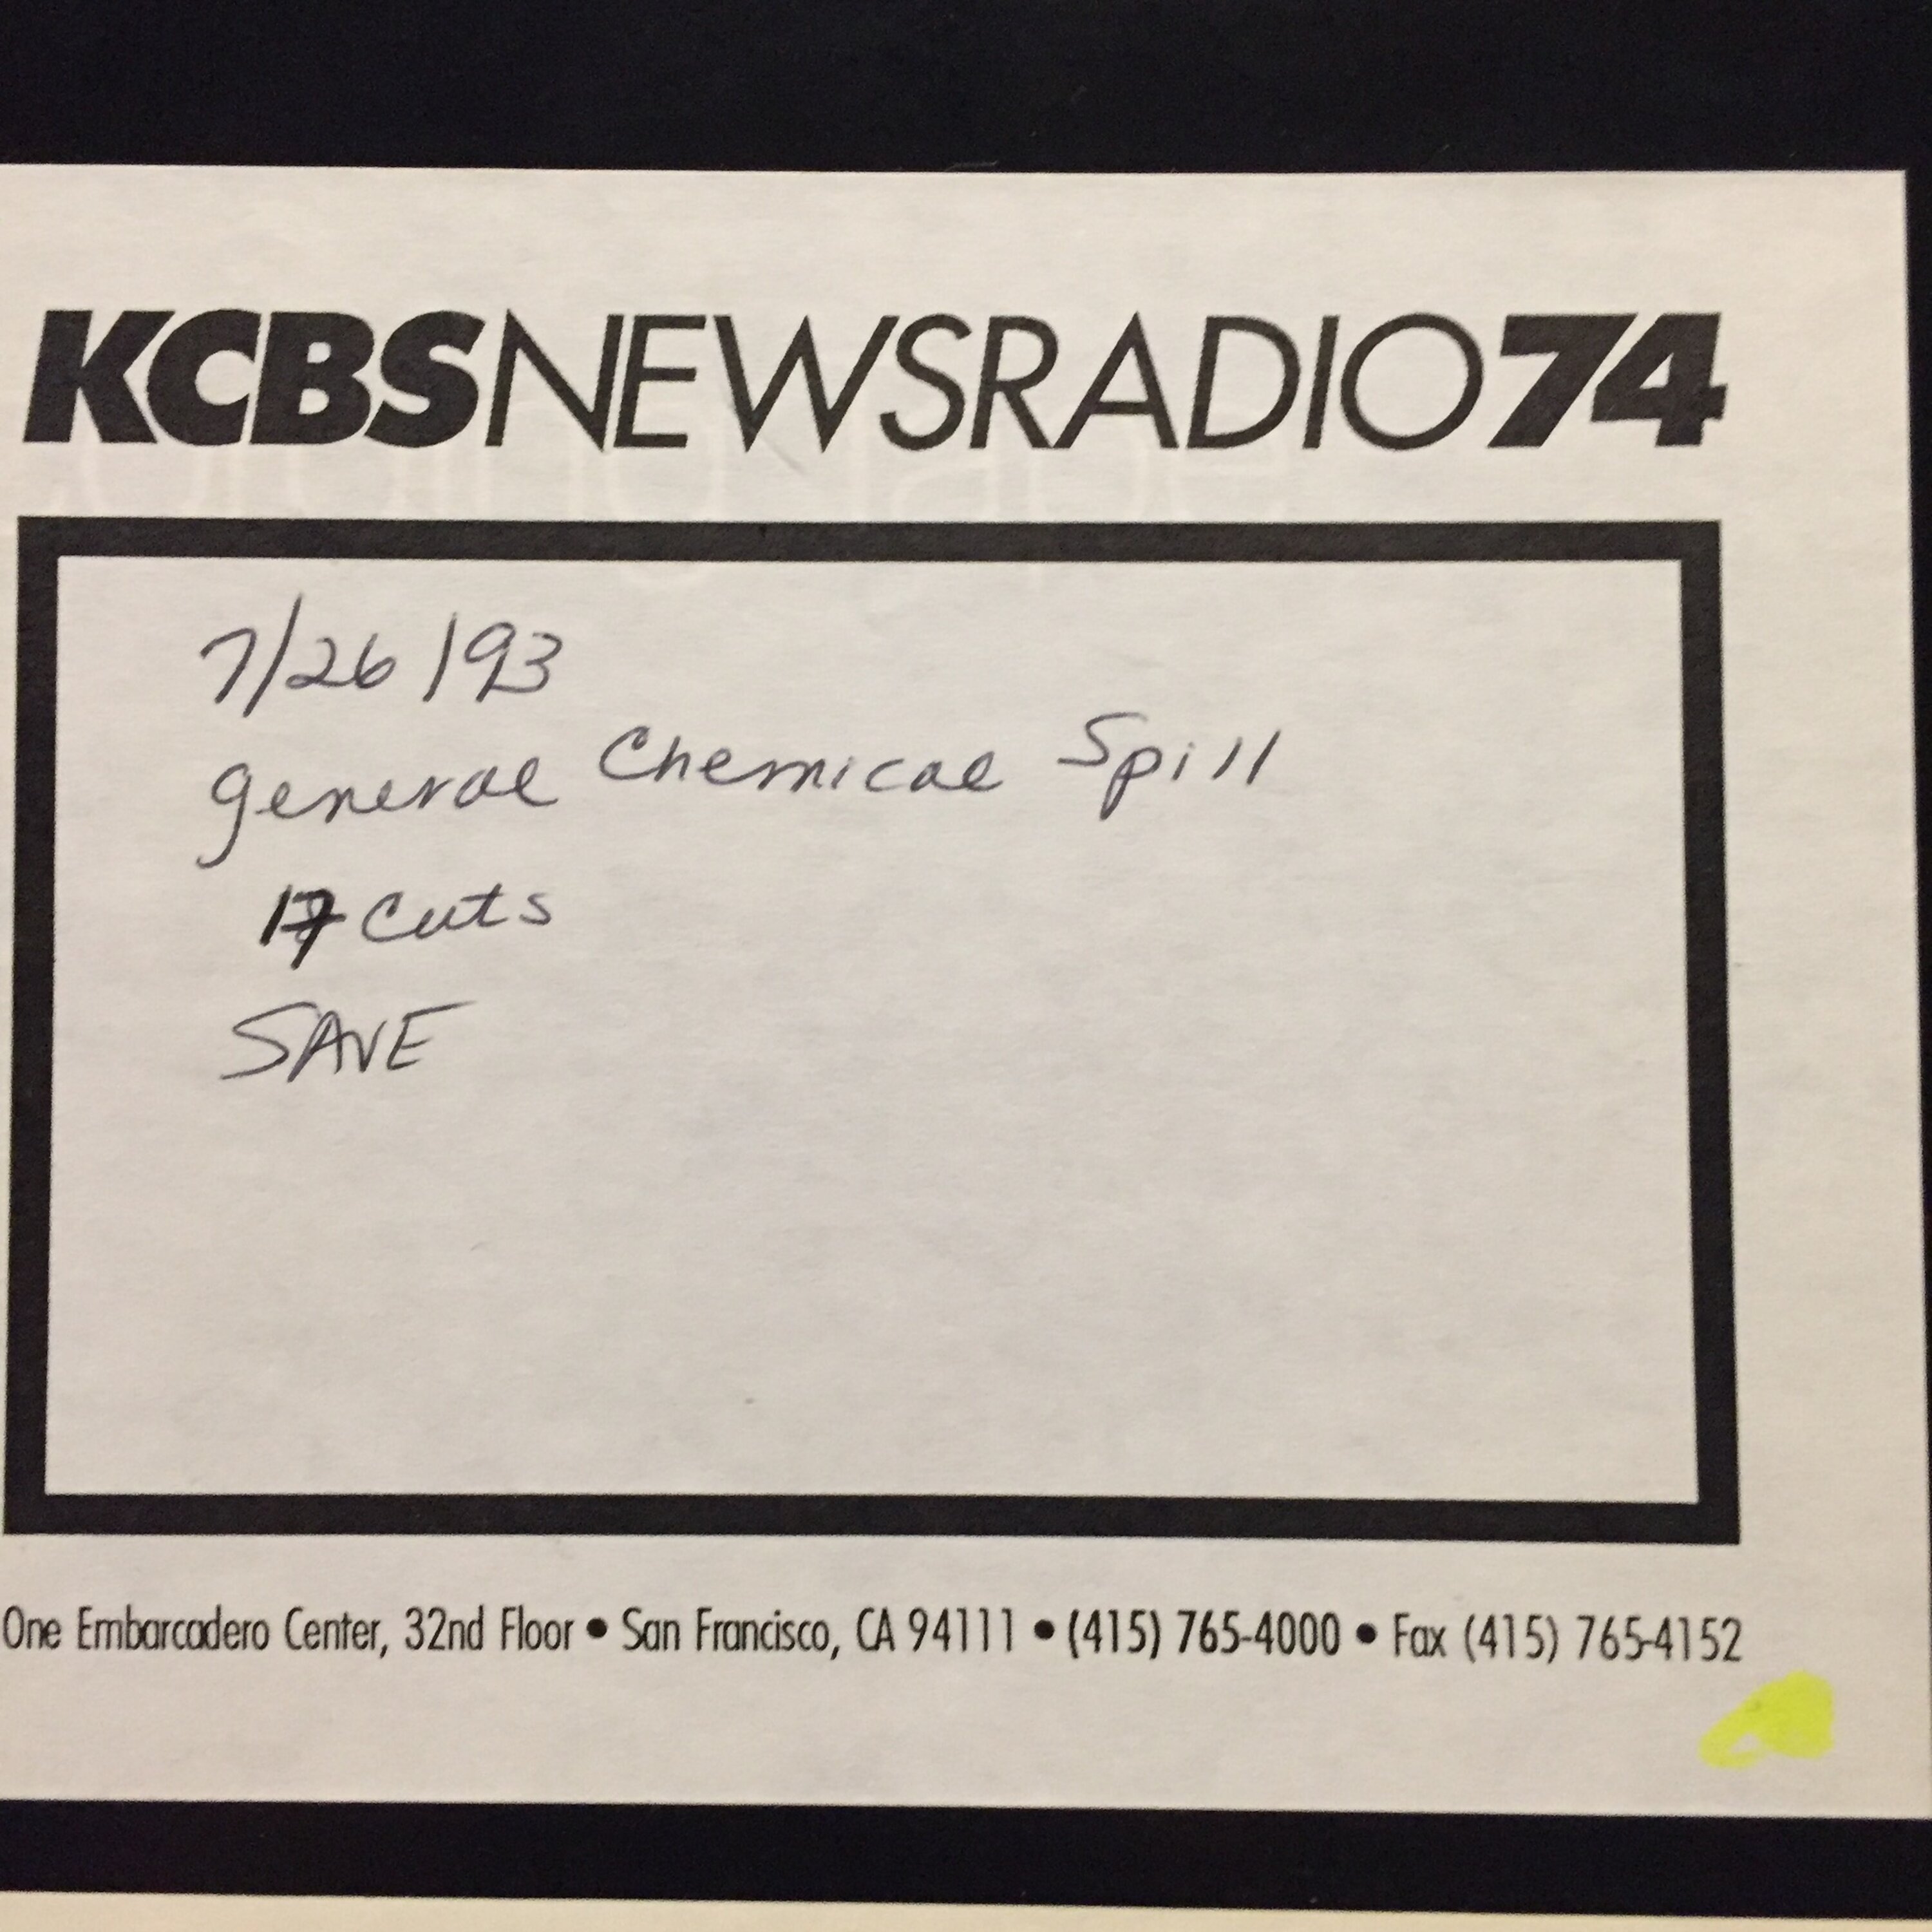 KCBSNEWSRADIO74
7/26/93
general Chemical Spill
17 Cuts
SAVE
One Embarcadero Center, 32nd Floor • San Francisco, CA 94111 • (415) 765-4000 • Fax (415) 765-4152